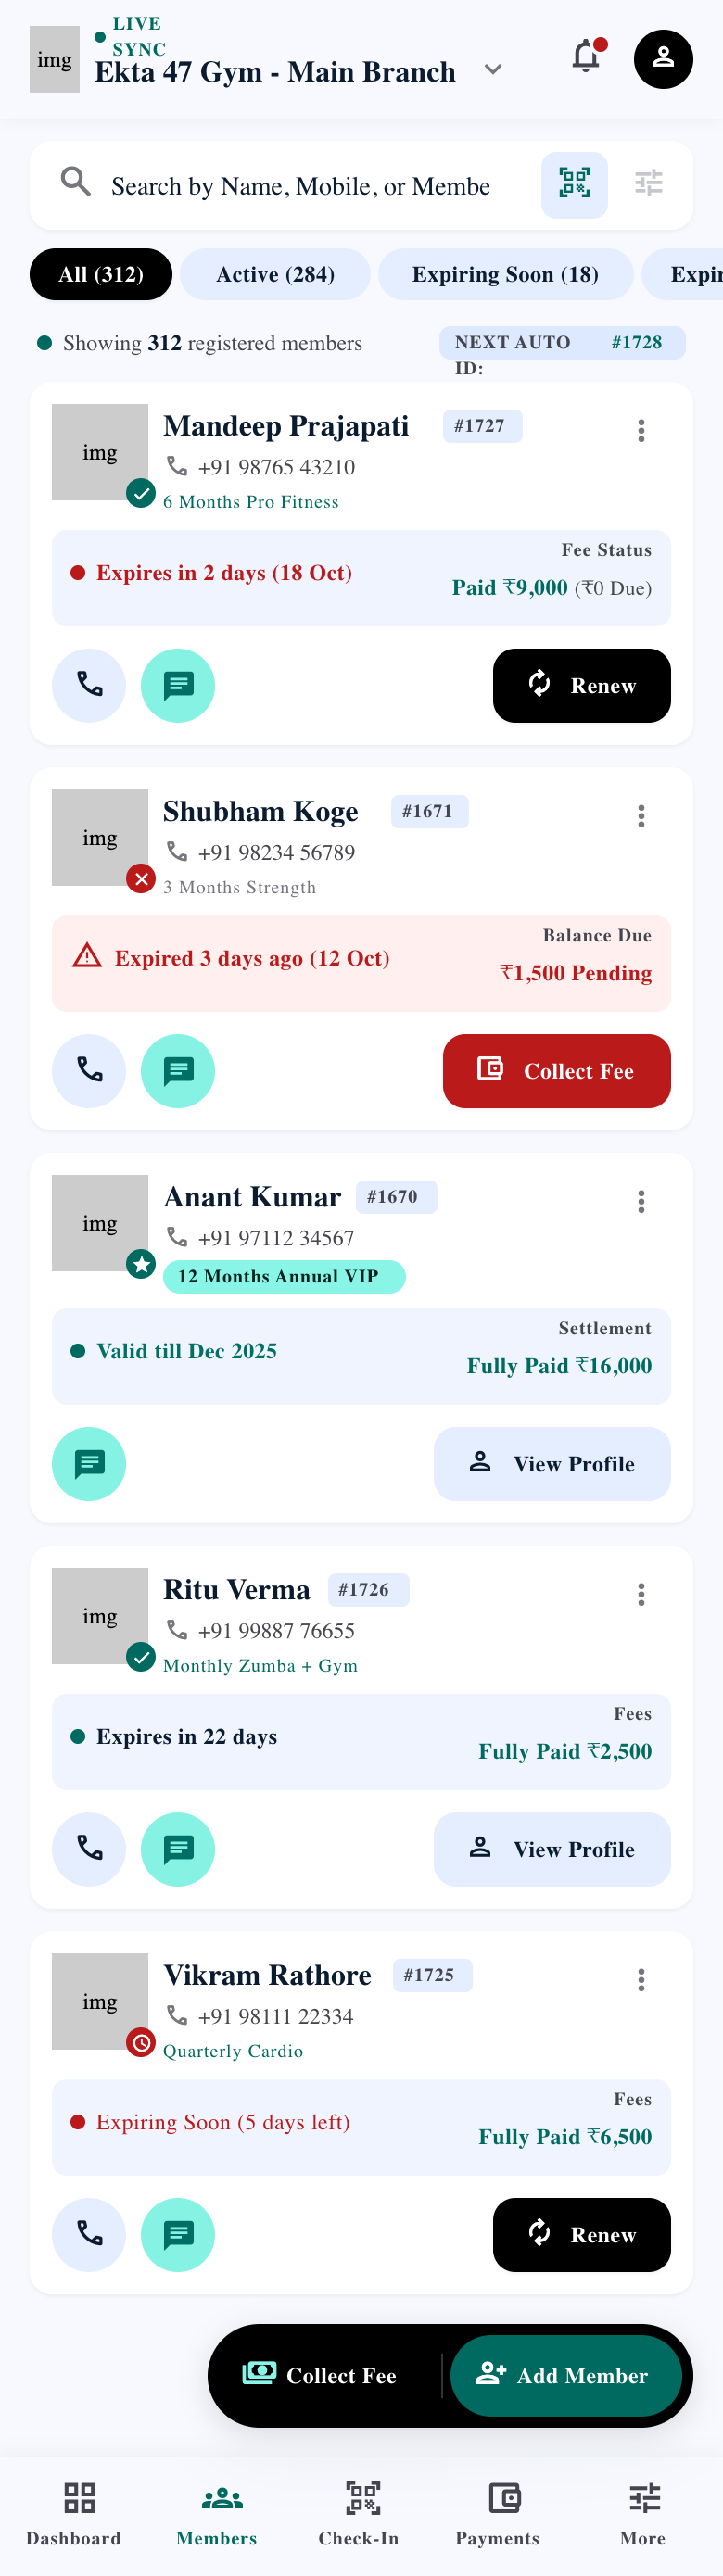 img
LIVE
SYNC
Ekta 47 Gym - Main Branch
Search by Name, Mobile, or Membe
All (312)
Active (284)
Expiring Soon (18)
Expir
Showing 312 registered members
NEXT AUTO
ID:
#1728
img
Mandeep Prajapati
#1727
+91 98765 43210
6 Months Pro Fitness
Expires in 2 days (18 Oct)
Fee Status
Paid ₹9,000 (₹0 Due)
Renew
img
Shubham Koge
#1671
+91 98234 56789
3 Months Strength
Expired 3 days ago (12 Oct)
Balance Due
₹1,500 Pending
Collect Fee
img
Anant Kumar
#1670
+91 97112 34567
12 Months Annual VIP
Valid till Dec 2025
Settlement
Fully Paid ₹16,000
View Profile
img
Ritu Verma
#1726
+91 99887 76655
Monthly Zumba + Gym
Expires in 22 days
Fees
Fully Paid ₹2,500
View Profile
img
Vikram Rathore
#1725
+91 98111 22334
Quarterly Cardio
Expiring Soon (5 days left)
Fees
Fully Paid ₹6,500
Renew
Collect Fee
Add Member
Dashboard
Members
Check-In
Payments
More